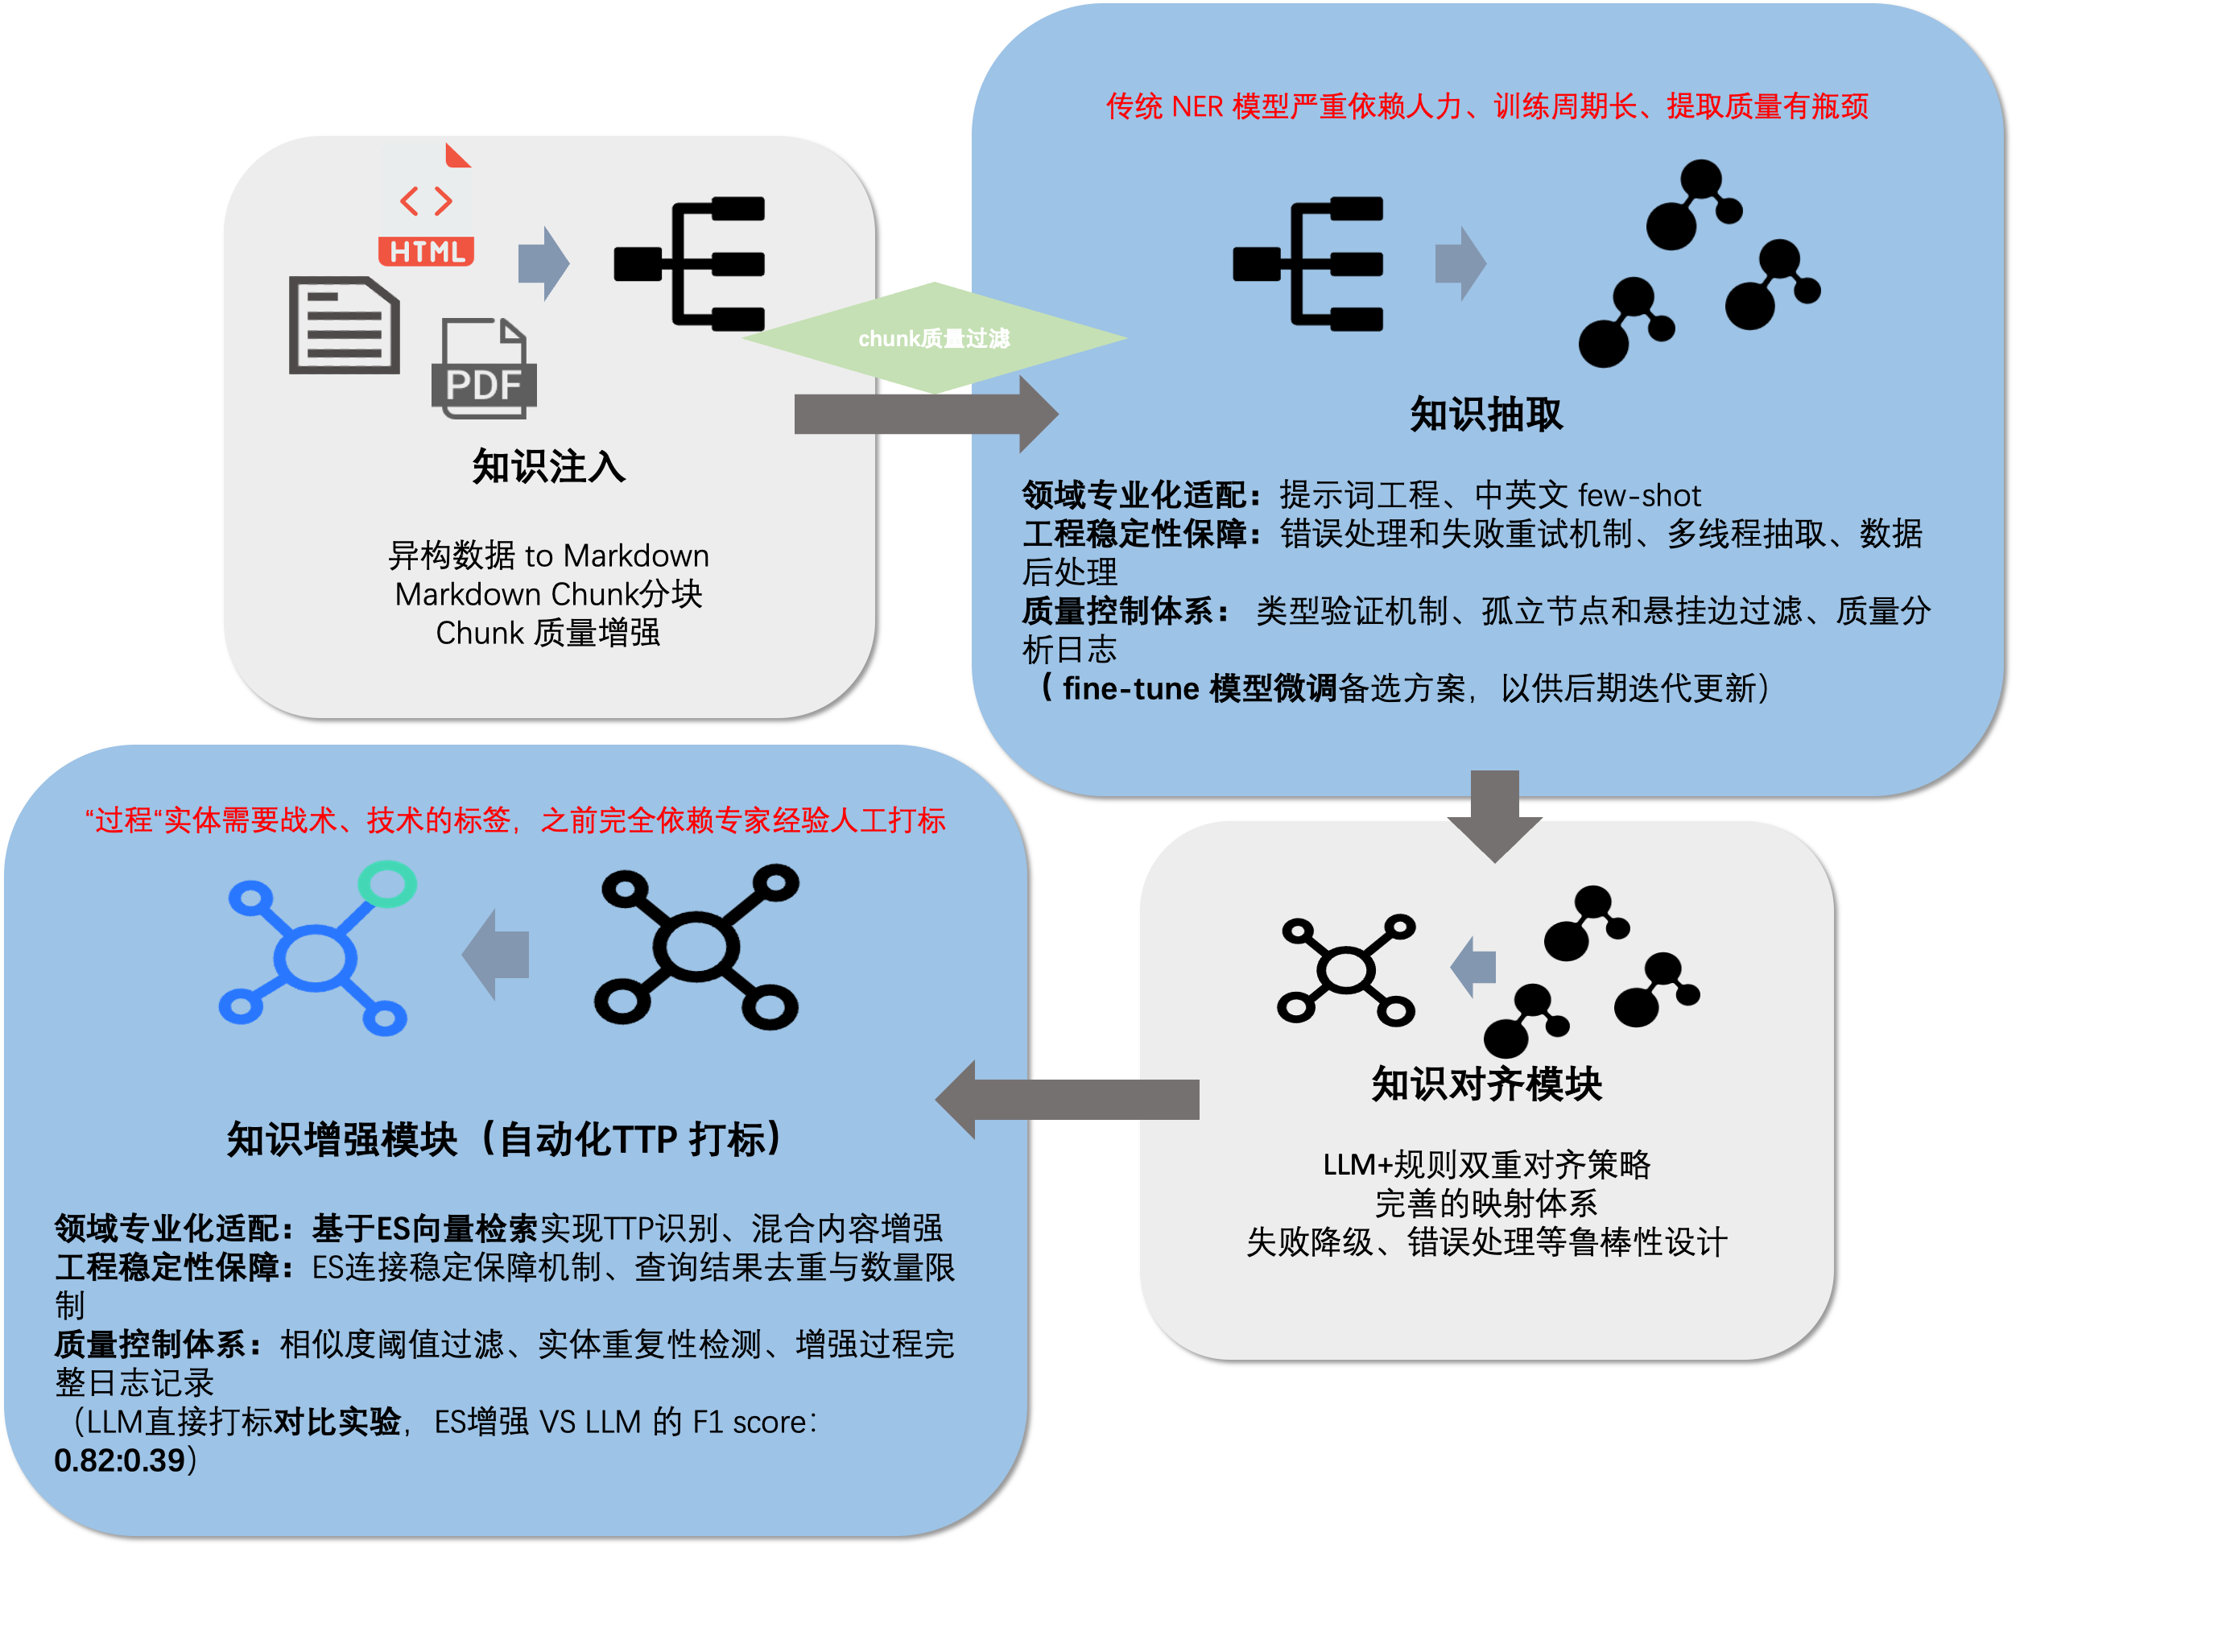 HTML
PDF
知识注入
异构数据 to Markdown
Markdown Chunk分块
Chunk 质量增强
chunk质量过滤
传统 NER 模型严重依赖人力、训练周期长、提取质量有瓶颈
知识抽取
领域专业化适配：提示词工程、中英文 few-shot
工程稳定性保障：错误处理和失败重试机制、多线程抽取、数据
后处理
质量控制体系： 类型验证机制、孤立节点和悬挂边过滤、质量分
析日志
（ fine-tune 模型微调备选方案，以供后期迭代更新）
知识对齐模块
LLM+规则双重对齐策略
完善的映射体系
失败降级、错误处理等鲁棒性设计
“过程“实体需要战术、技术的标签，之前完全依赖专家经验人工打标
知识增强模块（自动化TTP 打标）
领域专业化适配：基于ES向量检索实现TTP识别、混合内容增强
工程稳定性保障：ES连接稳定保障机制、查询结果去重与数量限
制
质量控制体系：相似度阈值过滤、实体重复性检测、增强过程完
整日志记录
（LLM直接打标对比实验，ES增强 VS LLM 的 F1 score：
0.82:0.39）